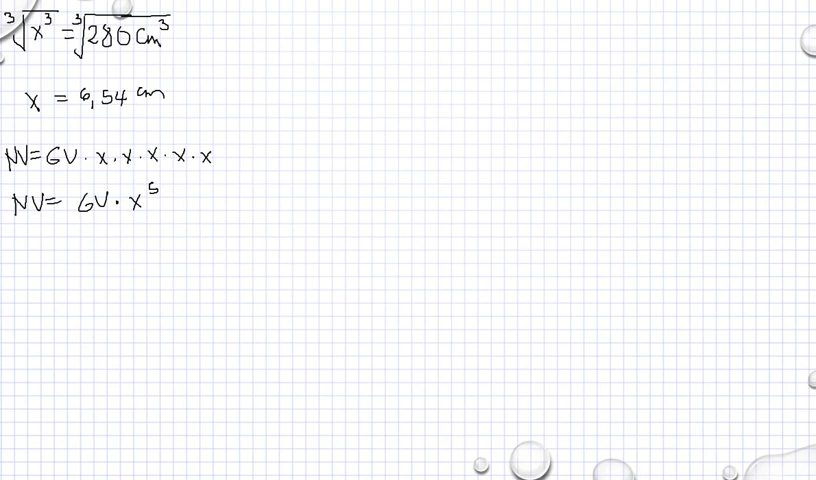 ∛x³ = ∛280 cm³
x = 6,54 cm
NV = GV · x · x · x · x · x
NV = GV · x⁵